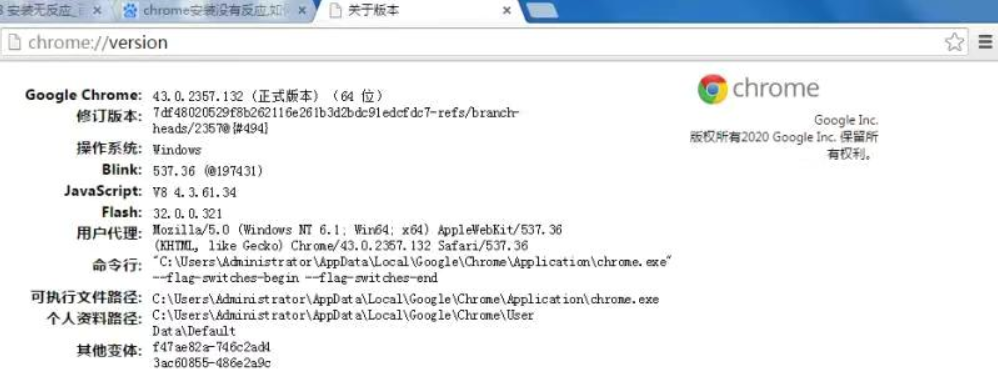 安装无反应_
chrome安装没有反应,如
关于版本
chrome://version
chrome
Google Inc.
版权所有2020 Google Inc. 保留所
有权利。
Google Chrome: 43.0.2357.132 (正式版本) (64 位)
修订版本: 7df48020529f8b262116e261b3d2bdc91edcfdc7-refs/branch-
heads/2357@{#494}
操作系统: Windows
Blink: 537.36 (@197431)
JavaScript: V8 4.3.61.34
Flash: 32.0.0.321
用户代理: Mozilla/5.0 (Windows NT 6.1; Win64; x64) AppleWebKit/537.36
(KHTML, like Gecko) Chrome/43.0.2357.132 Safari/537.36
命令行: "C:\Users\Administrator\AppData\Local\Google\Chrome\Application\chrome.exe"
--flag-switches-begin --flag-switches-end
可执行文件路径: C:\Users\Administrator\AppData\Local\Google\Chrome\Application\chrome.exe
个人资料路径: C:\Users\Administrator\AppData\Local\Google\Chrome\User
Data\Default
其他变体: f47ae82a-746c2ad4
3ac60855-486e2a9c